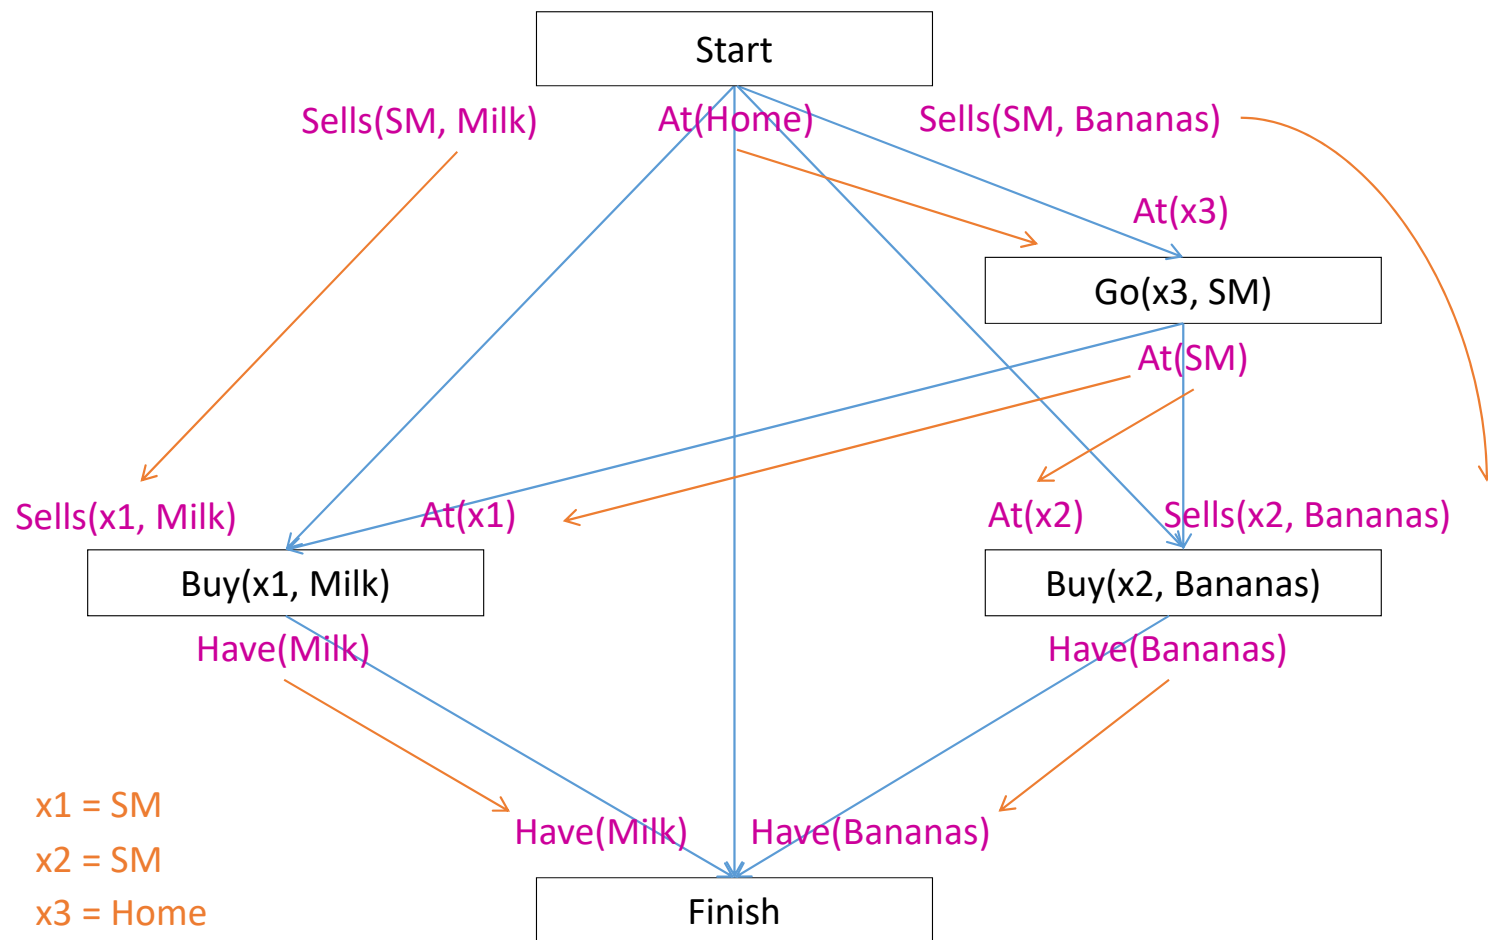 Start
Sells(SM, Milk)
At(Home)
Sells(SM, Bananas)
At(x3)
Go(x3, SM)
At(SM)
Sells(x1, Milk)
At(x1)
At(x2)
Sells(x2, Bananas)
Buy(x1, Milk)
Buy(x2, Bananas)
Have(Milk)
Have(Bananas)
Have(Milk)
Have(Bananas)
Finish
x1 = SM
x2 = SM
x3 = Home